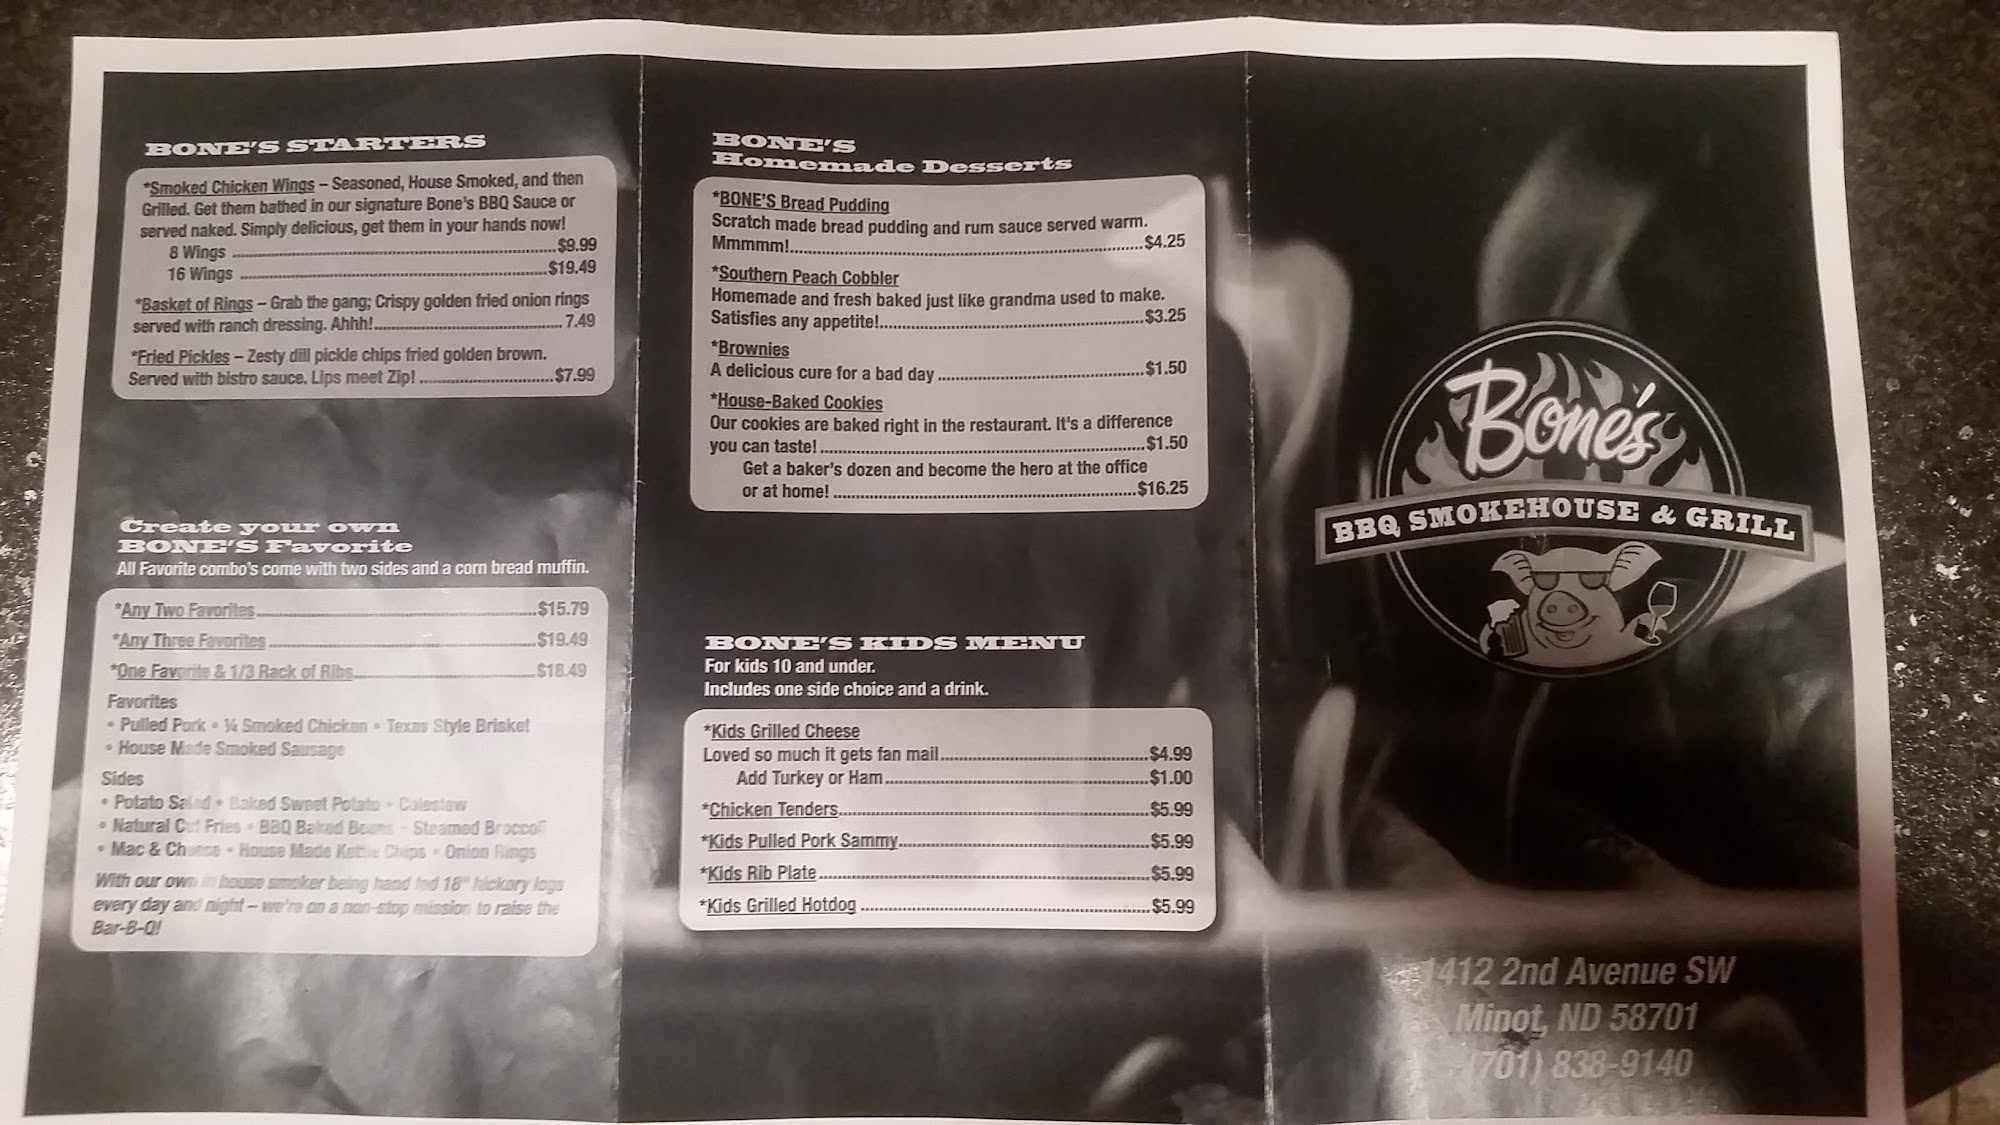 BONE'S STARTERS
*Smoked Chicken Wings – Seasoned, House Smoked, and then
Grilled. Get them bathed in our signature Bone's BBQ Sauce or
served naked. Simply delicious, get them in your hands now!
8 Wings ........ $9.99
16 Wings ........ $19.49
*Basket of Rings – Grab the gang; Crispy golden fried onion rings
served with ranch dressing. Ahhh! ........ 7.49
*Fried Pickles – Zesty dill pickle chips fried golden brown.
Served with bistro sauce. Lips meet Zip! ........ $7.99
Create your own
BONE'S Favorite
All Favorite combo's come with two sides and a corn bread muffin.
*Any Two Favorites ........ $15.79
*Any Three Favorites ........ $19.49
*One Favorite & 1/3 Rack of Ribs ........ $18.49
Favorites
• Pulled Pork • ¼ Smoked Chicken • Texas Style Brisket
• House Made Smoked Sausage
Sides
• Potato Salad • Baked Sweet Potato • Coleslaw
• Natural Cut Fries • BBQ Baked Beans • Steamed Broccoli
• Mac & Cheese • House Made Kettle Chips • Onion Rings
With our own in house smoker being hand fed 18" hickory logs
every day and night – we're on a non-stop mission to raise the
Bar-B-Q!
BONE'S
Homemade Desserts
*BONE'S Bread Pudding
Scratch made bread pudding and rum sauce served warm.
Mmmmm! ........ $4.25
*Southern Peach Cobbler
Homemade and fresh baked just like grandma used to make.
Satisfies any appetite! ........ $3.25
*Brownies
A delicious cure for a bad day ........ $1.50
*House-Baked Cookies
Our cookies are baked right in the restaurant. It's a difference
you can taste! ........ $1.50
Get a baker's dozen and become the hero at the office
or at home! ........ $16.25
BONE'S KIDS MENU
For kids 10 and under.
Includes one side choice and a drink.
*Kids Grilled Cheese
Loved so much it gets fan mail ........ $4.99
Add Turkey or Ham ........ $1.00
*Chicken Tenders ........ $5.99
*Kids Pulled Pork Sammy ........ $5.99
*Kids Rib Plate ........ $5.99
*Kids Grilled Hotdog ........ $5.99
Bone's
BBQ SMOKEHOUSE & GRILL
1412 2nd Avenue SW
Minot, ND 58701
(701) 838-9140